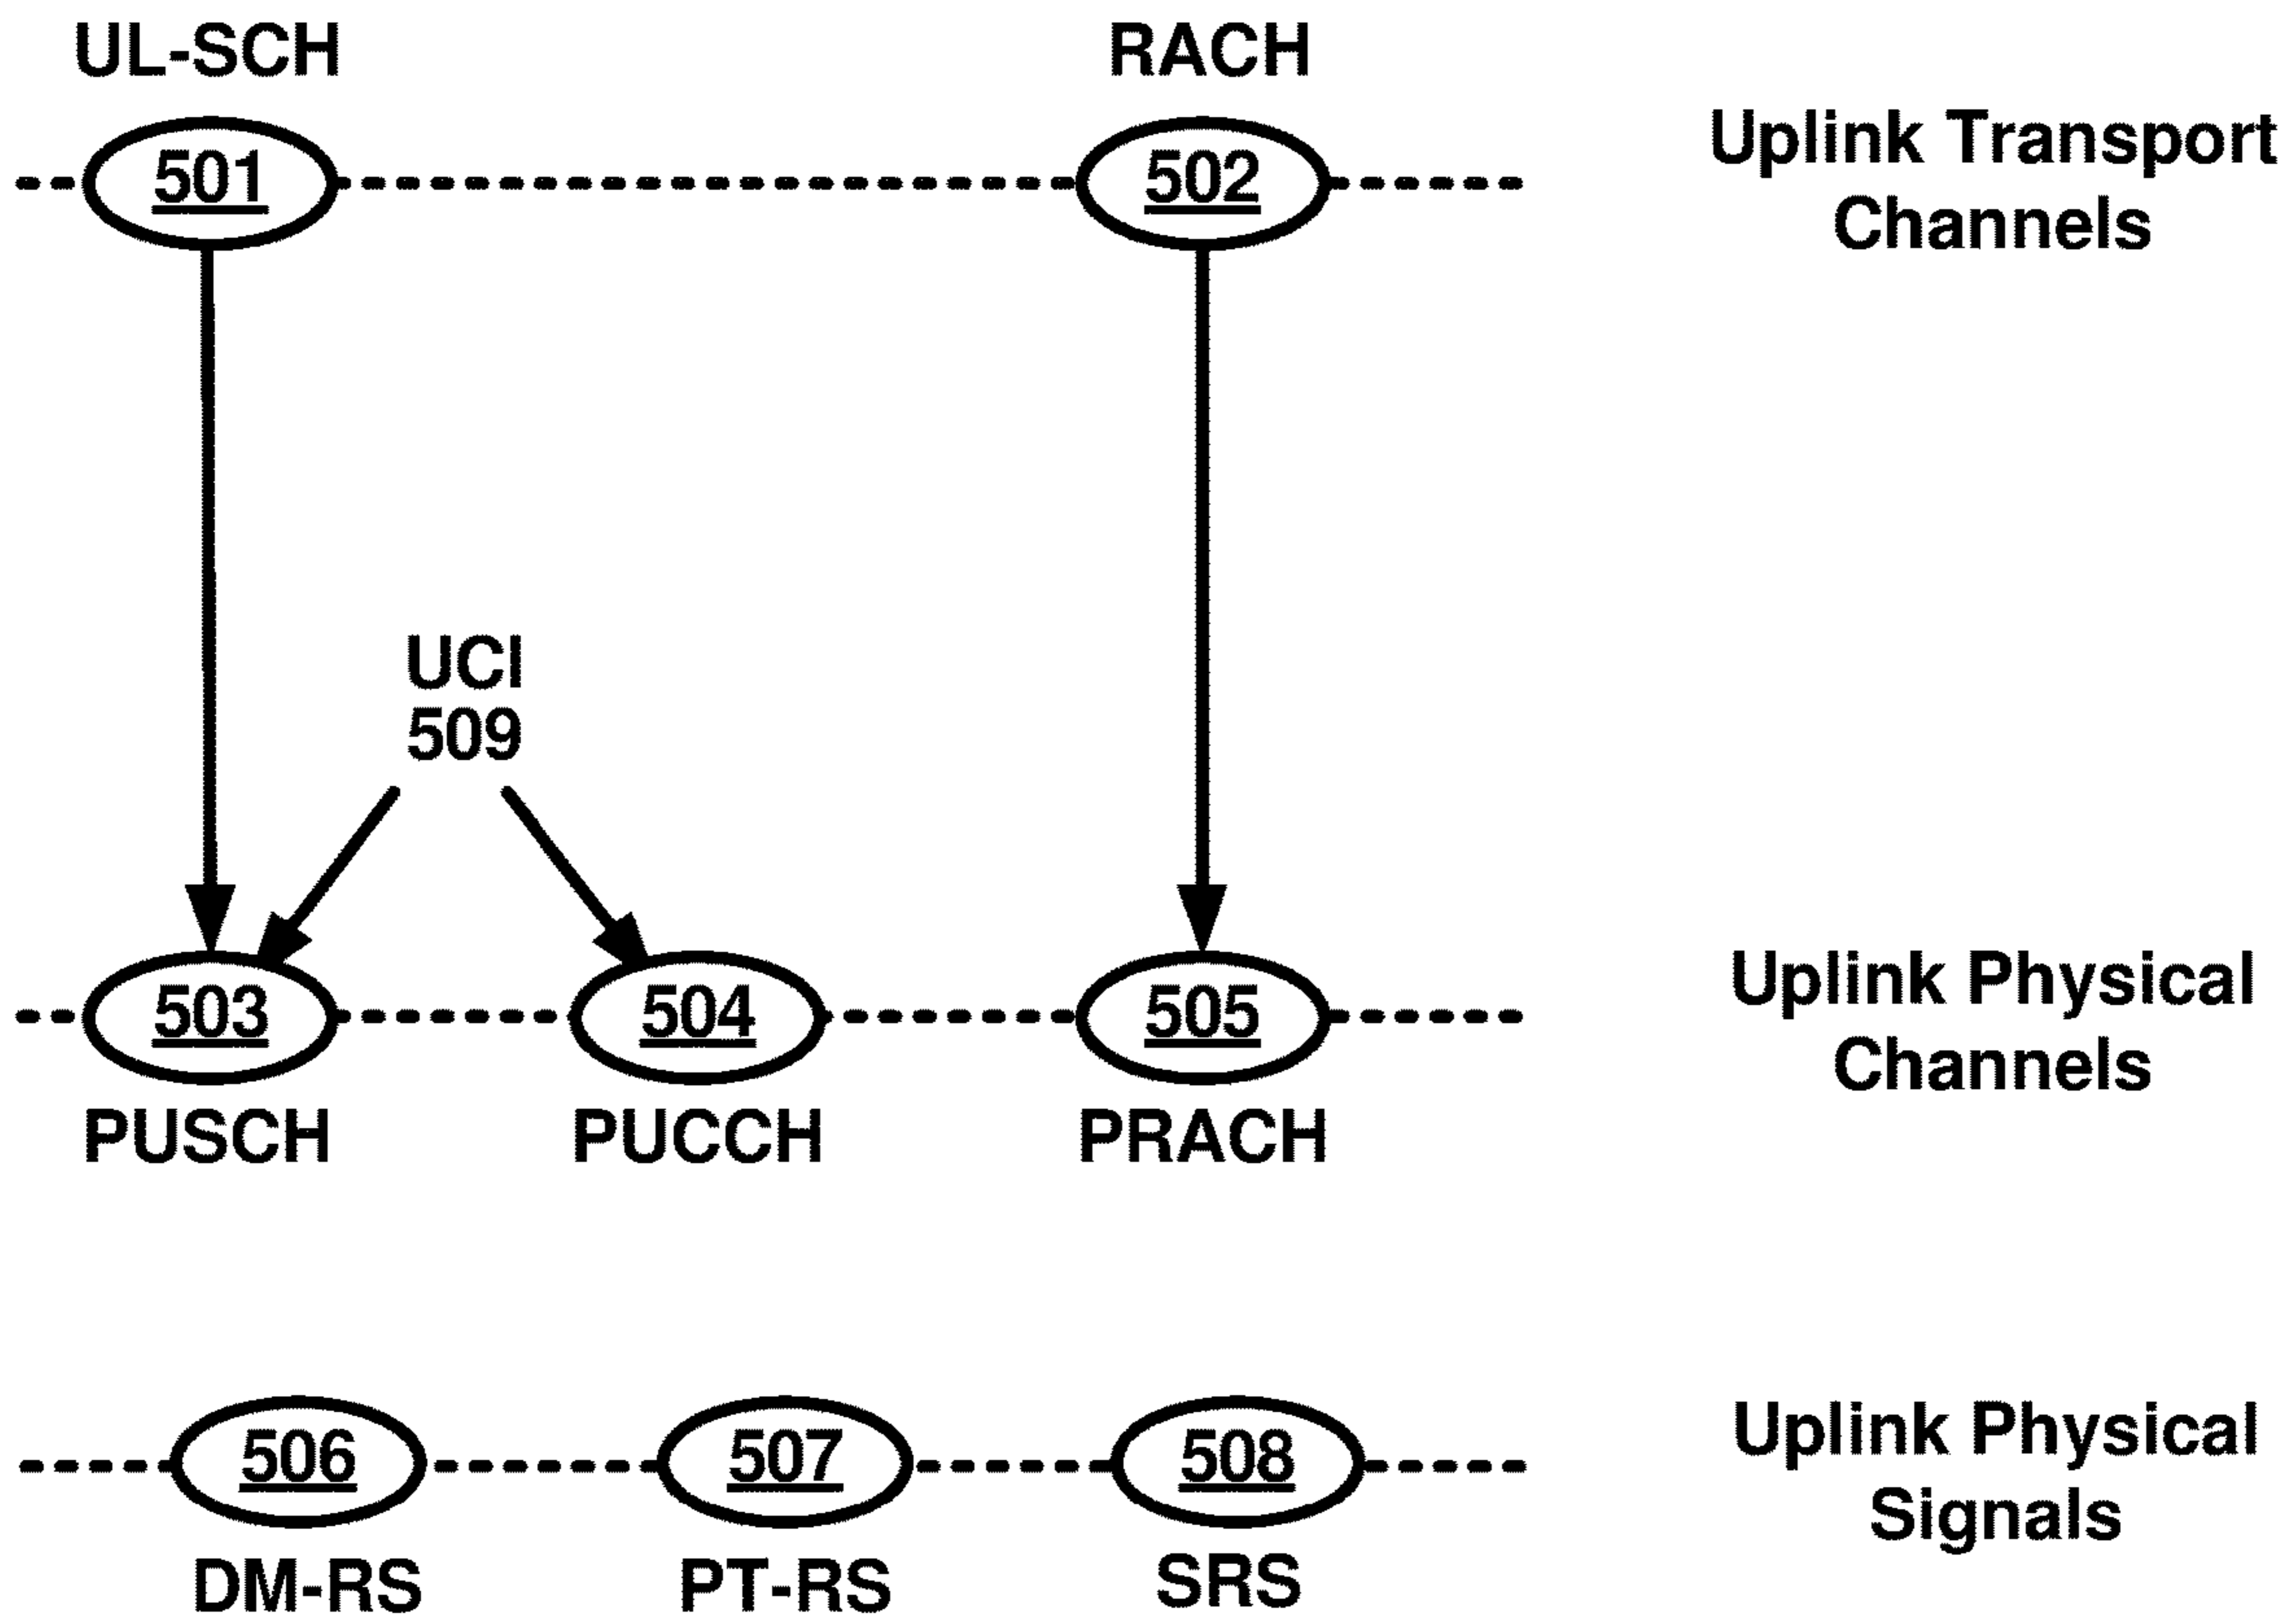 UL-SCH
RACH
501
502
Uplink Transport
Channels
UCI
509
503
504
505
Uplink Physical
Channels
PUSCH
PUCCH
PRACH
506
507
508
Uplink Physical
Signals
DM-RS
PT-RS
SRS